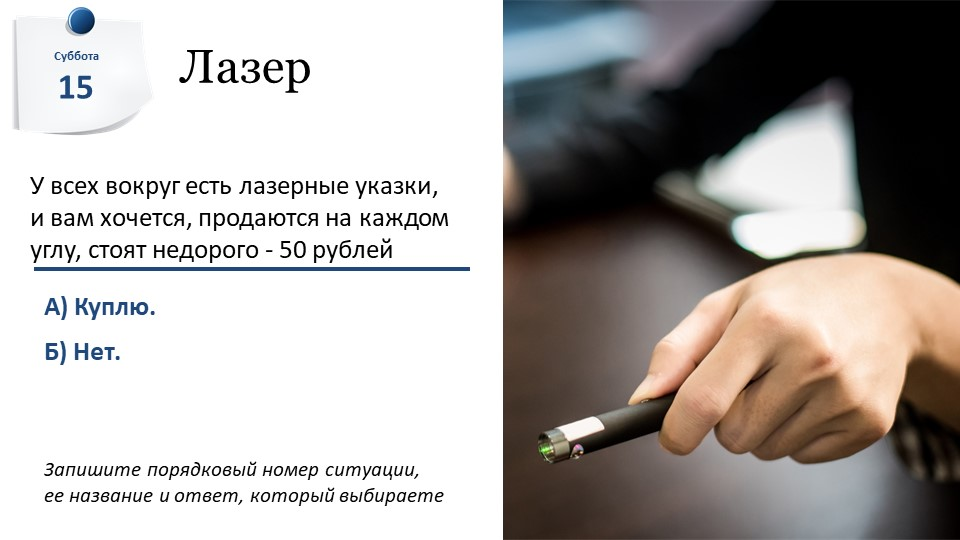 Суббота
15
Лазер
У всех вокруг есть лазерные указки,
и вам хочется, продаются на каждом
углу, стоят недорого - 50 рублей
А) Куплю.
Б) Нет.
Запишите порядковый номер ситуации,
ее название и ответ, который выбираете